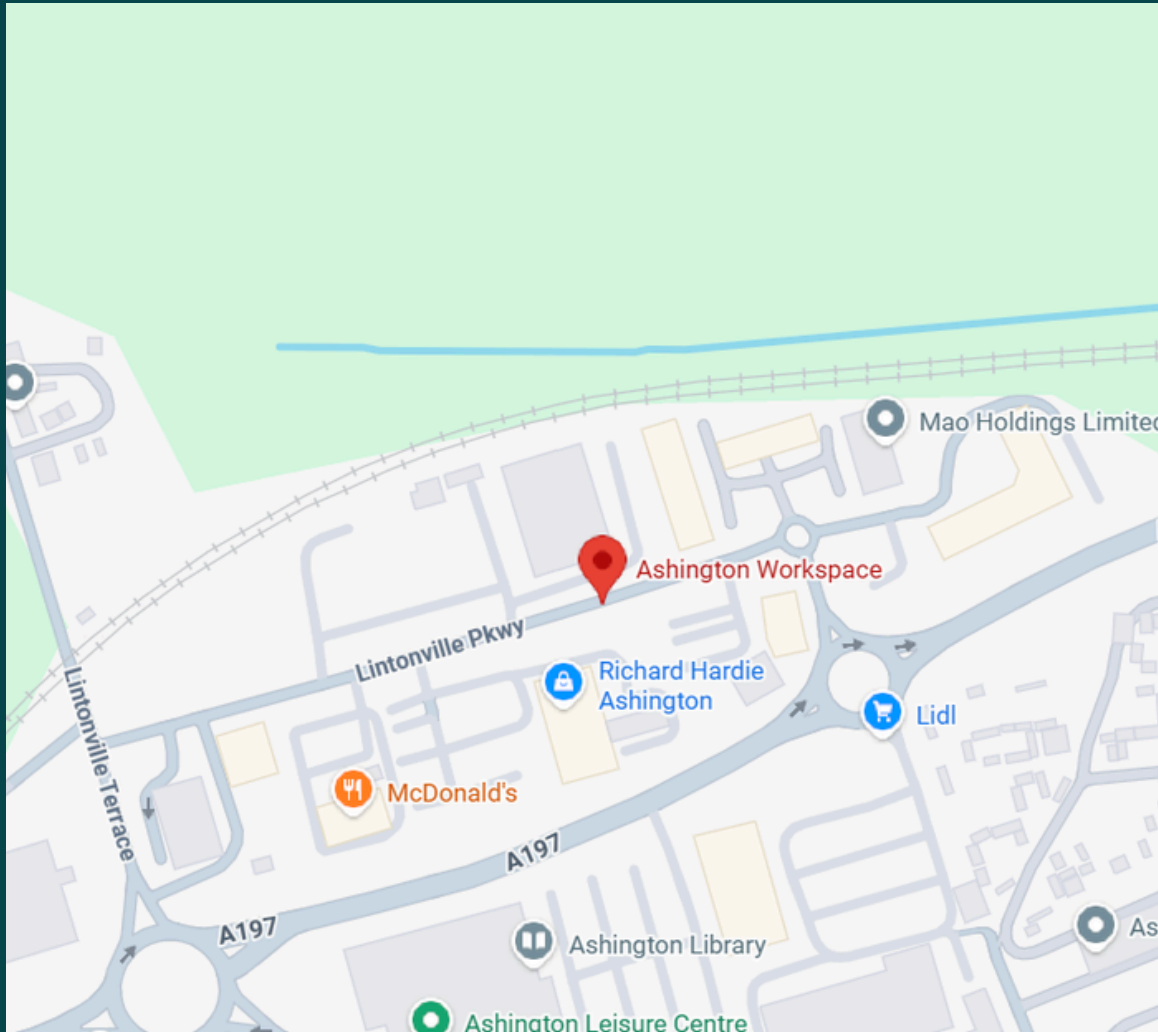 Mao Holdings Limited
Ashington Workspace
Lintonville Pkwy
Richard Hardie
Ashington
Lidl
Lintonville Terrace
McDonald's
A197
A197
Ashington Library
As
Ashington Leisure Centre